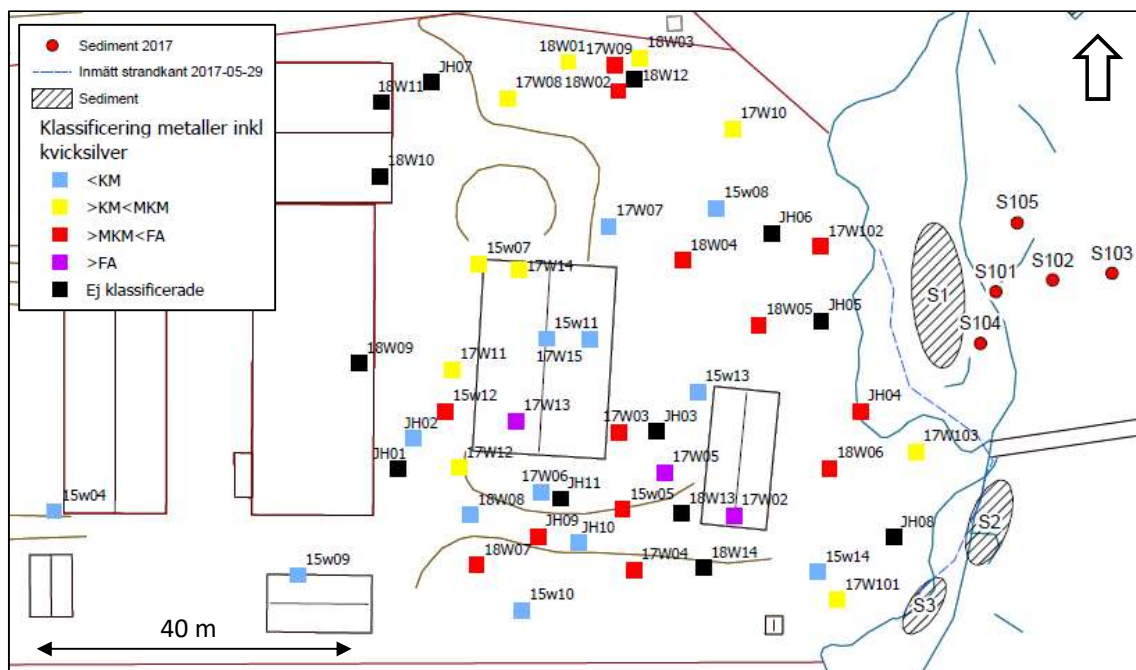 Sediment 2017
Inmätt strandkant 2017-05-29
Sediment
Klassificering metaller inkl
kvicksilver
<KM
>KM<MKM
>MKM<FA
>FA
Ej klassificerade
18W01
17W09
18W03
JH07
18W11
17W08
18W02
18W12
17W10
18W10
15w08
17W07
JH06
17W102
S105
15w07
17W14
18W04
S101
S102
S103
S1
15w11
17W15
18W05
JH05
S104
18W09
17W11
15w13
15w12
JH02
17W13
17W03
JH03
JH04
JH01
17W12
17W05
18W06
17W103
15w04
17W06
JH11
18W08
15w05
18W13
17W02
S2
JH09
JH10
JH08
18W07
17W04
18W14
15w09
15w14
17W101
S3
15w10
40 m